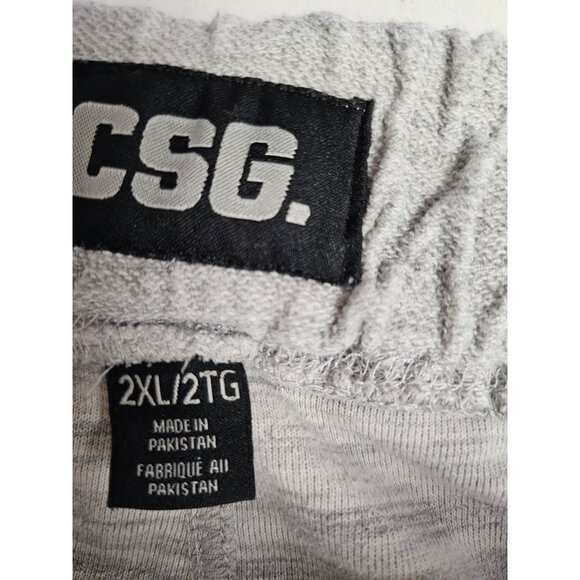 CSG.
2XL/2TG
MADE IN
PAKISTAN
FABRIQUÉ AU
PAKISTAN